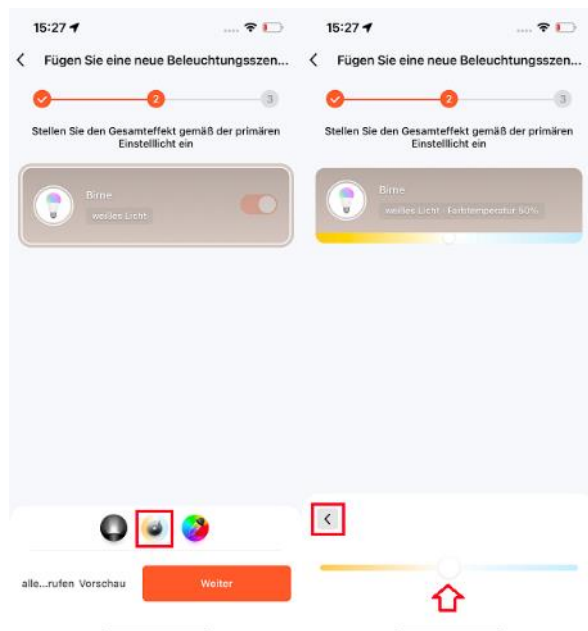 15:27
Fügen Sie eine neue Beleuchtungsszen...
2
3
Stellen Sie den Gesamteffekt gemäß der primären
Einstelllicht ein
Birne
weißes Licht
alle...rufen Vorschau
Weiter
15:27
Fügen Sie eine neue Beleuchtungsszen...
2
3
Stellen Sie den Gesamteffekt gemäß der primären
Einstelllicht ein
Birne
weißes Licht · Farbtemperatur 50%